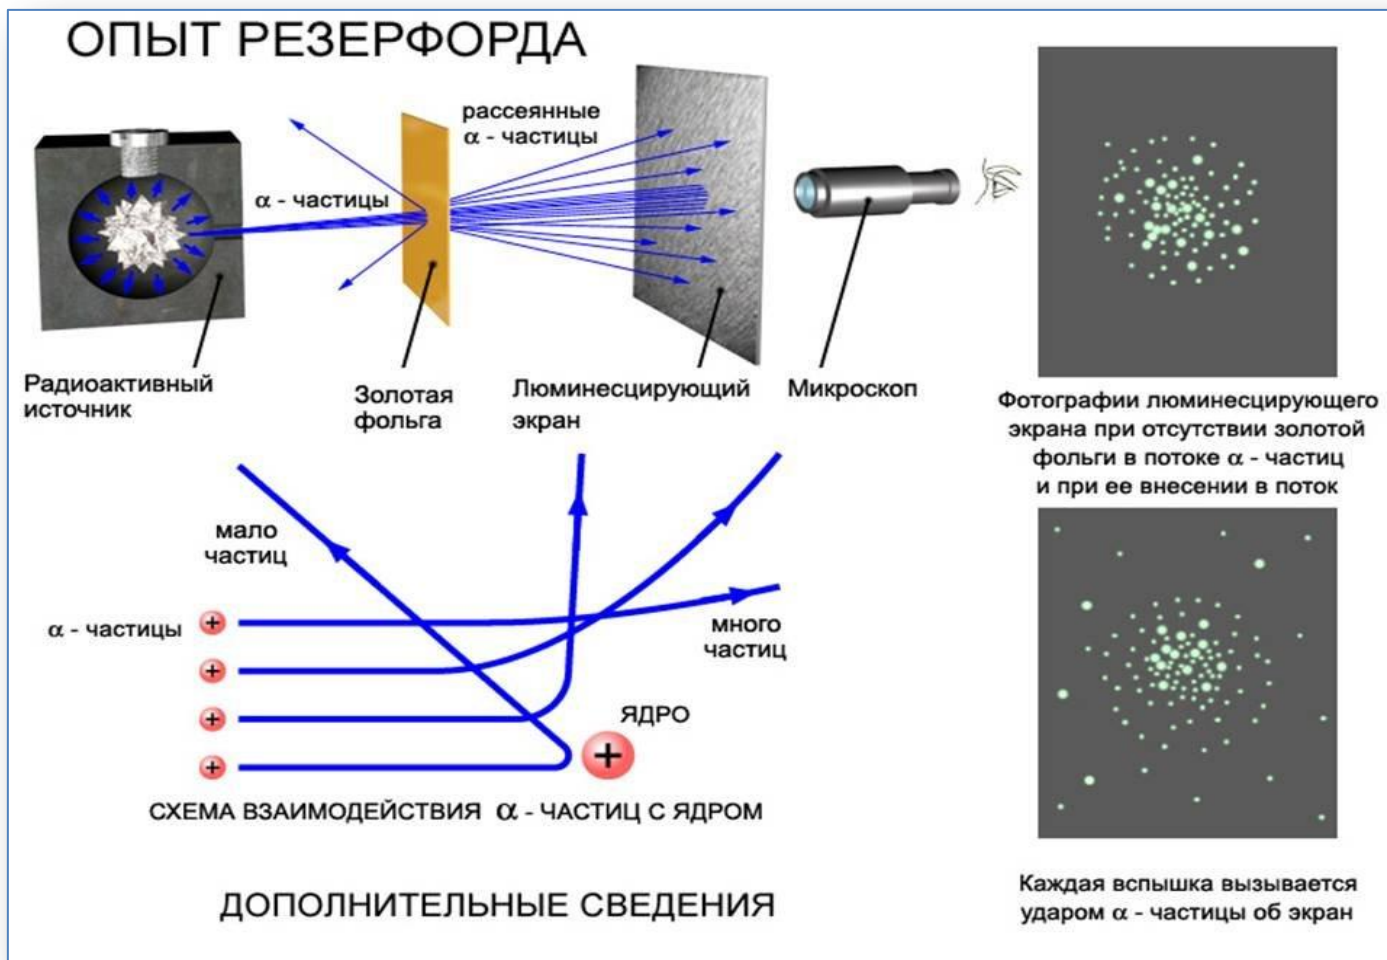 ОПЫТ РЕЗЕРФОРДА
рассеянные
α - частицы
α - частицы
Радиоактивный
источник
Золотая
фольга
Люминесцирующий
экран
Микроскоп
Фотографии люминесцирующего
экрана при отсутствии золотой
фольги в потоке α - частиц
и при ее внесении в поток
мало
частиц
α - частицы
+
+
+
+
много
частиц
ЯДРО
+
СХЕМА ВЗАИМОДЕЙСТВИЯ α - ЧАСТИЦ С ЯДРОМ
ДОПОЛНИТЕЛЬНЫЕ СВЕДЕНИЯ
Каждая вспышка вызывается
ударом α - частицы об экран